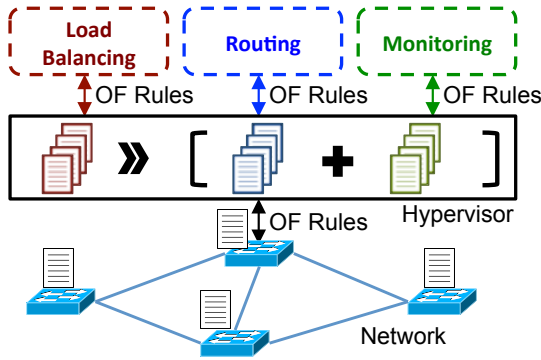 Load
Balancing
Routing
Monitoring
OF Rules
OF Rules
OF Rules
» [ + ]
Hypervisor
OF Rules
Network